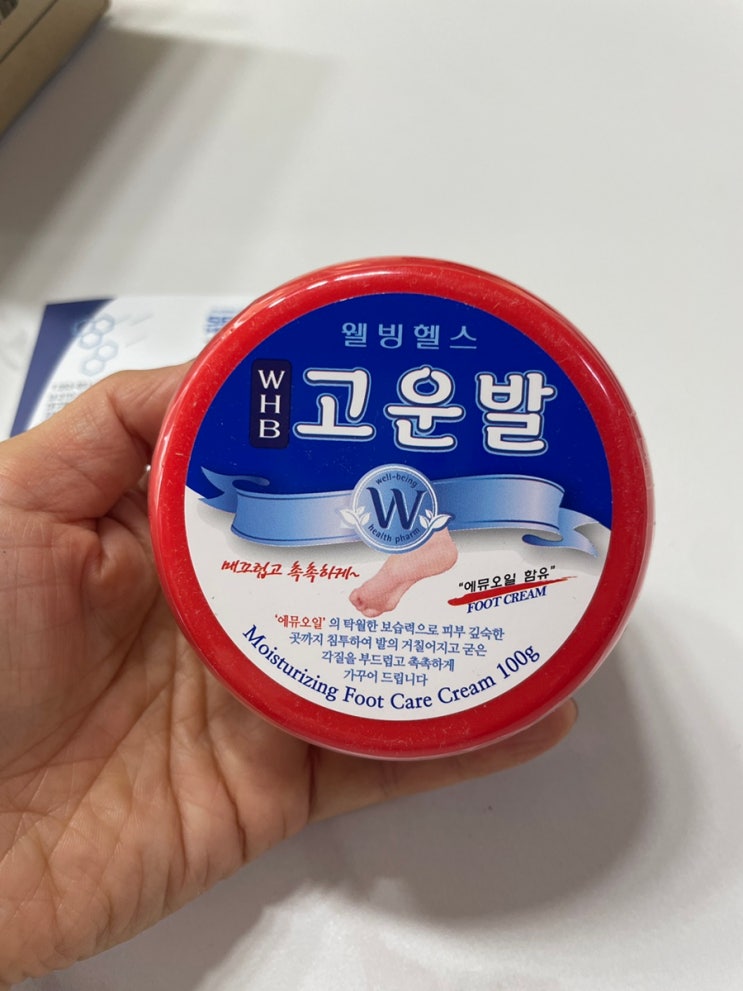 웰빙헬스
WHB
고운발
well-being
W
health pharm
매끄럽고 촉촉하게~
"에뮤오일 함유"
FOOT CREAM
'에뮤오일'의 탁월한 보습력으로 피부 깊숙한
곳까지 침투하여 발의 거칠어지고 굳은
각질을 부드럽고 촉촉하게
가꾸어 드립니다
Moisturizing Foot Care Cream 100g